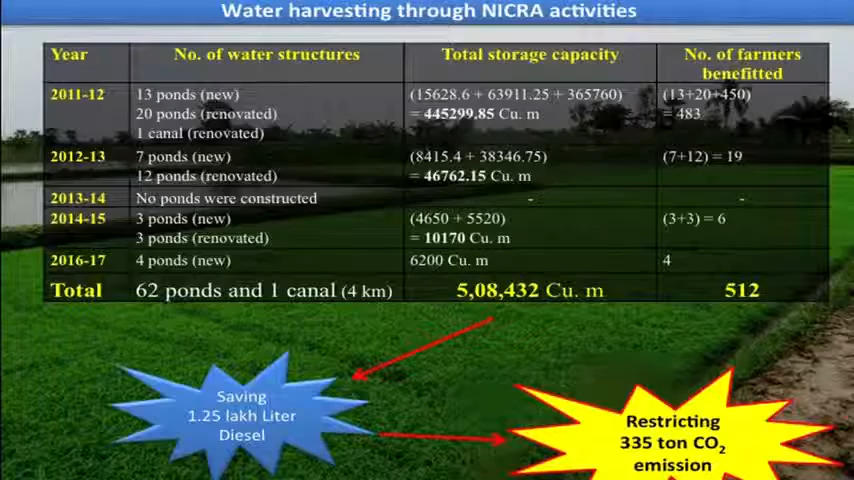 Water harvesting through NICRA activities
Year No. of water structures Total storage capacity No. of farmers benefitted
2011-12 13 ponds (new) (15628.6 + 63911.25 + 365760) (13+20+450)
20 ponds (renovated) = 445299.85 Cu. m = 483
1 canal (renovated)
2012-13 7 ponds (new) (8415.4 + 38346.75) (7+12) = 19
12 ponds (renovated) = 46762.15 Cu. m
2013-14 No ponds were constructed - -
2014-15 3 ponds (new) (4650 + 5520) (3+3) = 6
3 ponds (renovated) = 10170 Cu. m
2016-17 4 ponds (new) 6200 Cu. m 4
Total 62 ponds and 1 canal (4 km) 5,08,432 Cu. m 512
Saving
1.25 lakh Liter
Diesel
Restricting
335 ton CO2
emission